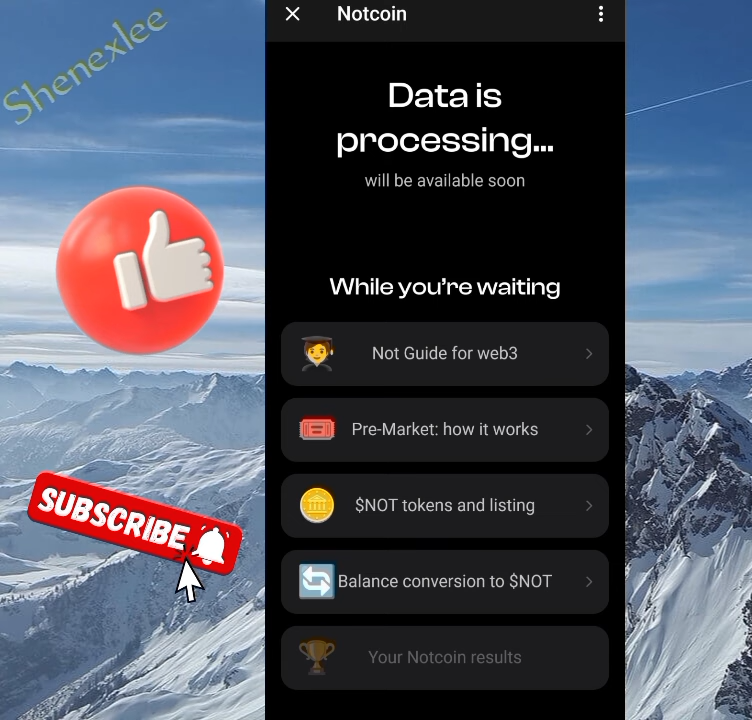 Shenexlee
Notcoin
Data is
processing...
will be available soon
While you're waiting
Not Guide for web3
Pre-Market: how it works
$NOT tokens and listing
Balance conversion to $NOT
Your Notcoin results
SUBSCRIBE